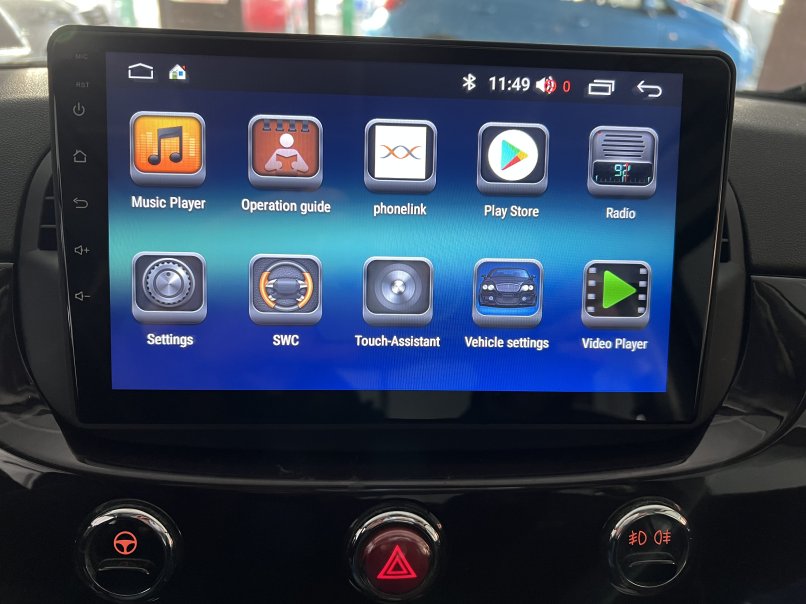 MIC
11:49 0
RST
92
Music Player
Operation guide
phonelink
Play Store
Radio
Settings
SWC
Touch-Assistant
Vehicle settings
Video Player